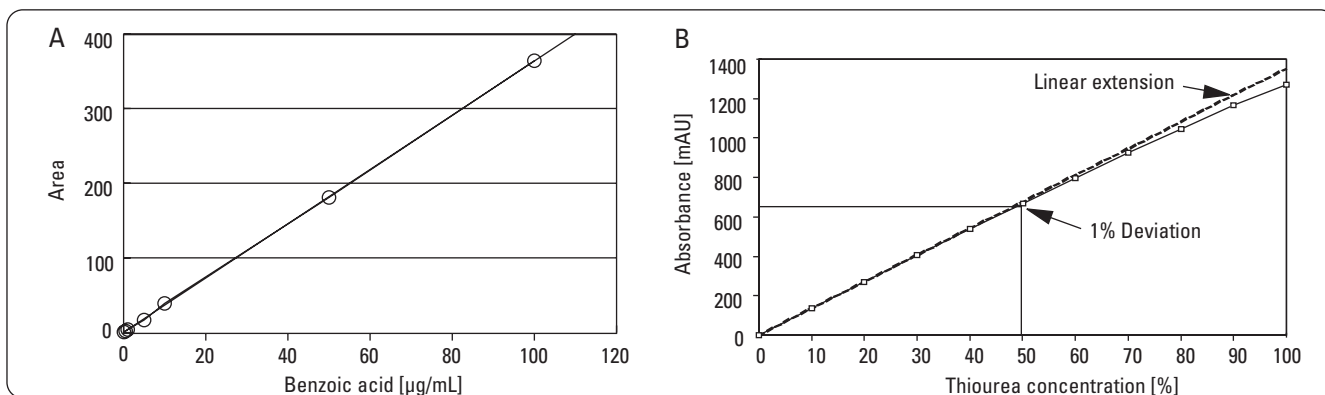 A
400
300
200
100
0
Area
0 20 40 60 80 100 120
Benzoic acid [µg/mL]
B
1400
1200
1000
800
600
400
200
0
Absorbance [mAU]
Linear extension
1% Deviation
0 10 20 30 40 50 60 70 80 90 100
Thiourea concentration [%]